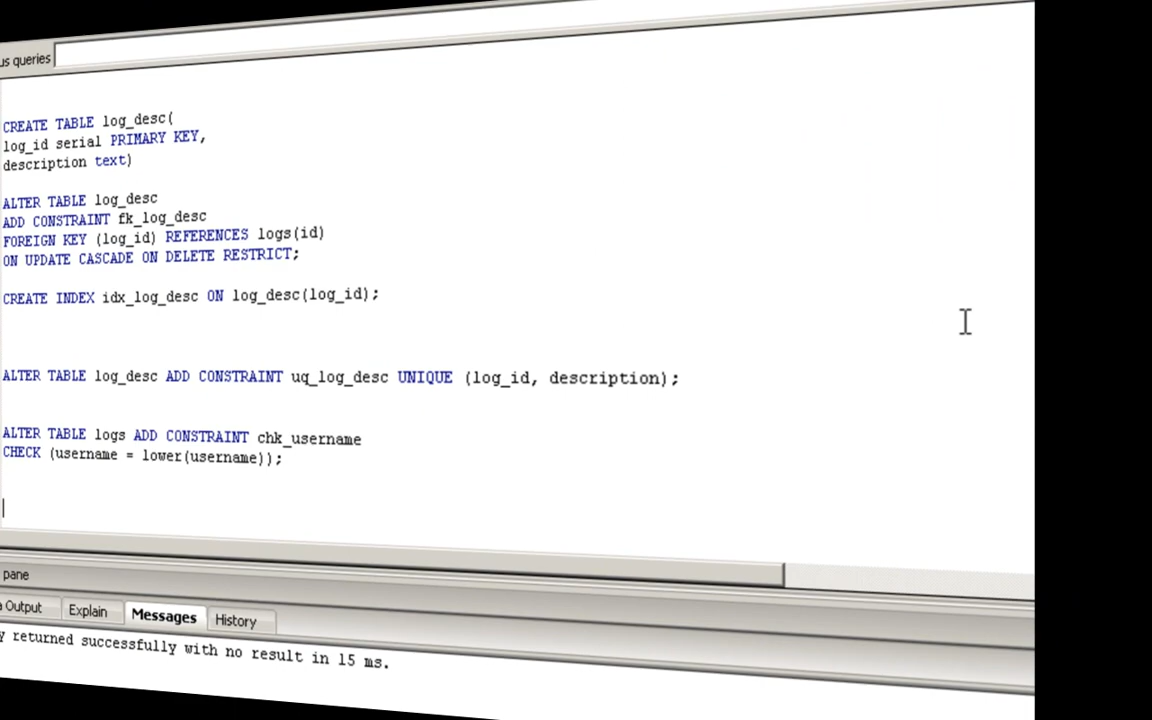 us queries
CREATE TABLE log_desc(
log_id serial PRIMARY KEY,
description text)
ALTER TABLE log_desc
ADD CONSTRAINT fk_log_desc
FOREIGN KEY (log_id) REFERENCES logs(id)
ON UPDATE CASCADE ON DELETE RESTRICT;
CREATE INDEX idx_log_desc ON log_desc(log_id);
ALTER TABLE log_desc ADD CONSTRAINT uq_log_desc UNIQUE (log_id, description);
ALTER TABLE logs ADD CONSTRAINT chk_username
CHECK (username = lower(username));
pane
a Output Explain Messages History
y returned successfully with no result in 15 ms.